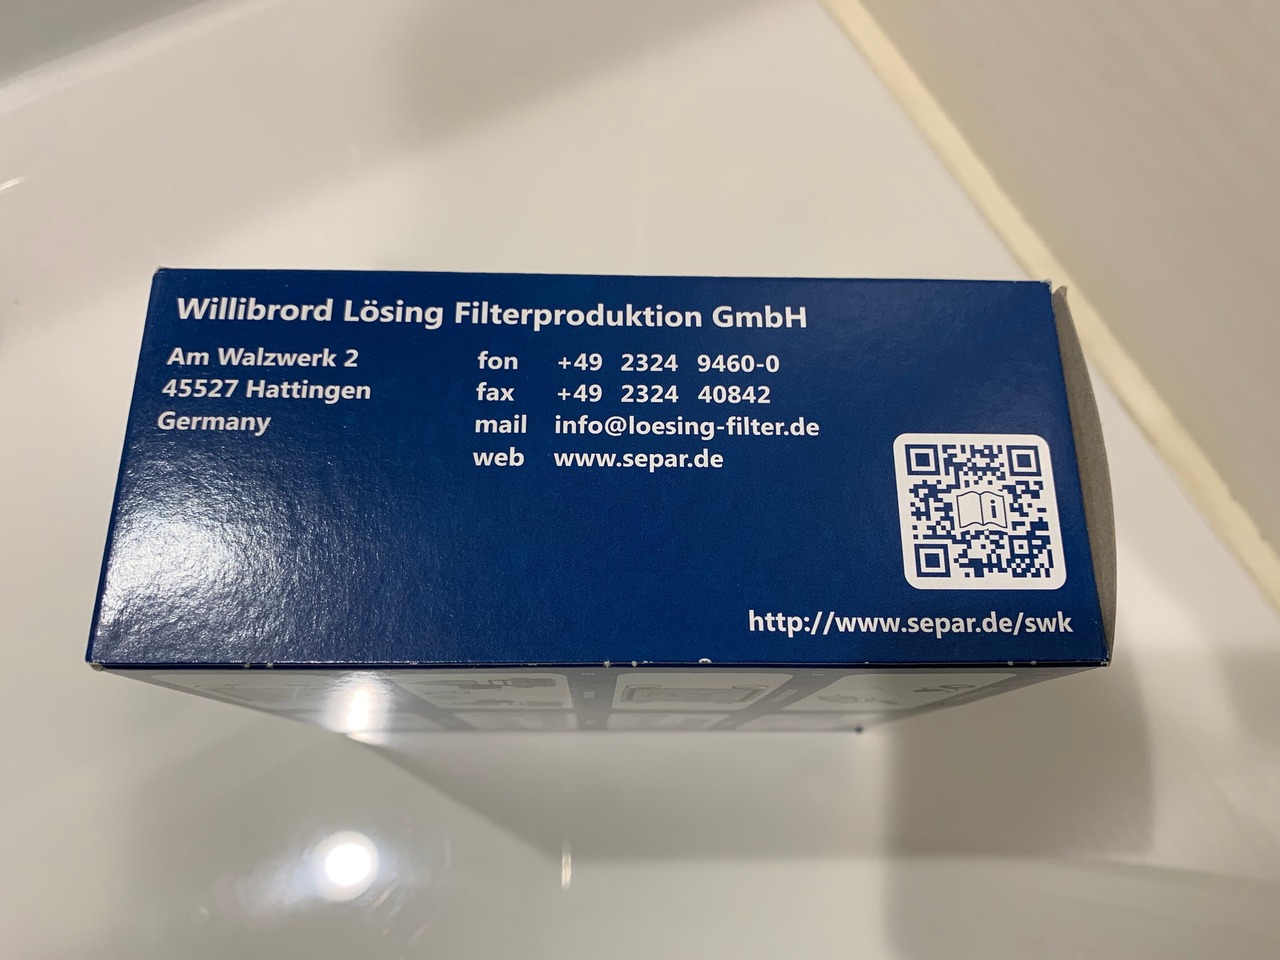 Willibrord Lösing Filterproduktion GmbH
Am Walzwerk 2
45527 Hattingen
Germany
fon +49 2324 9460-0
fax +49 2324 40842
mail info@loesing-filter.de
web www.separ.de
i
http://www.separ.de/swk